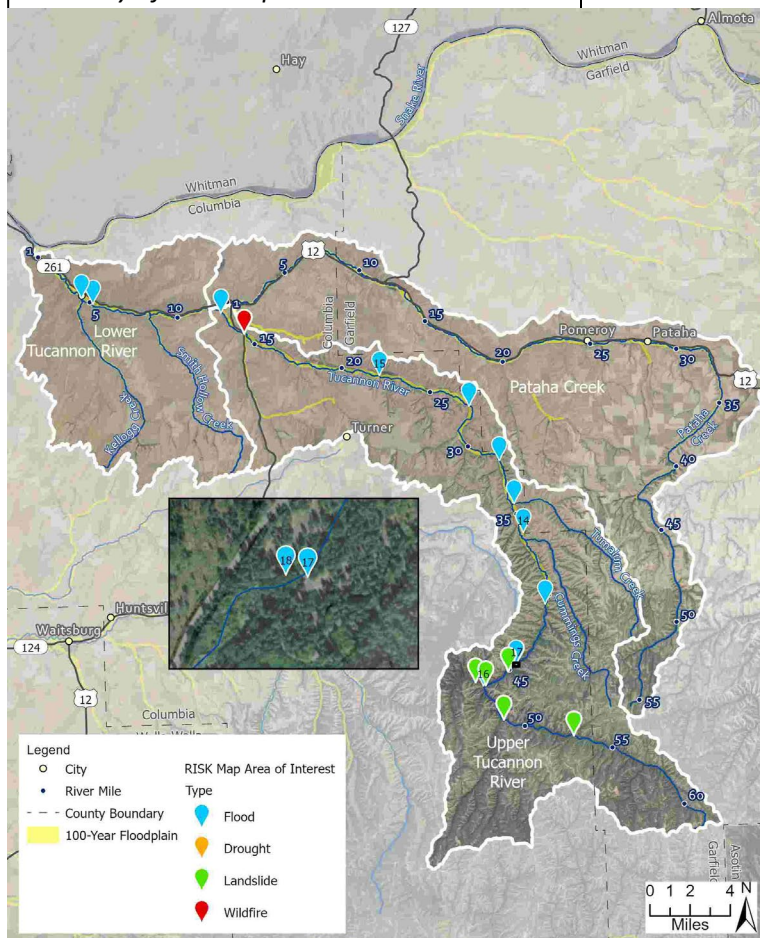 Almota
127
Hay
Whitman
Garfield
Snake River
Whitman
Columbia
12
1
261
5
10
5
10
1
15
Lower
Tucannon River
Columbia
Garfield
15
20
15
Tucannon River
25
20
Pomeroy
25
Pataha
30
12
35
Pataha Creek
Pataha
Creek
40
Kellogg Creek
Smith Hollow Creek
Turner
30
35
14
45
Tumalum Creek
Cummings Creek
18
17
50
Huntsvil
Waitsburg
124
12
17
16
45
55
50
55
Upper
Tucannon
River
60
Columbia
Walla Walla
Garfield
Asotin
Legend
City
River Mile
County Boundary
100-Year Floodplain
RISK Map Area of Interest
Type
Flood
Drought
Landslide
Wildfire
0 2 4
Miles
N